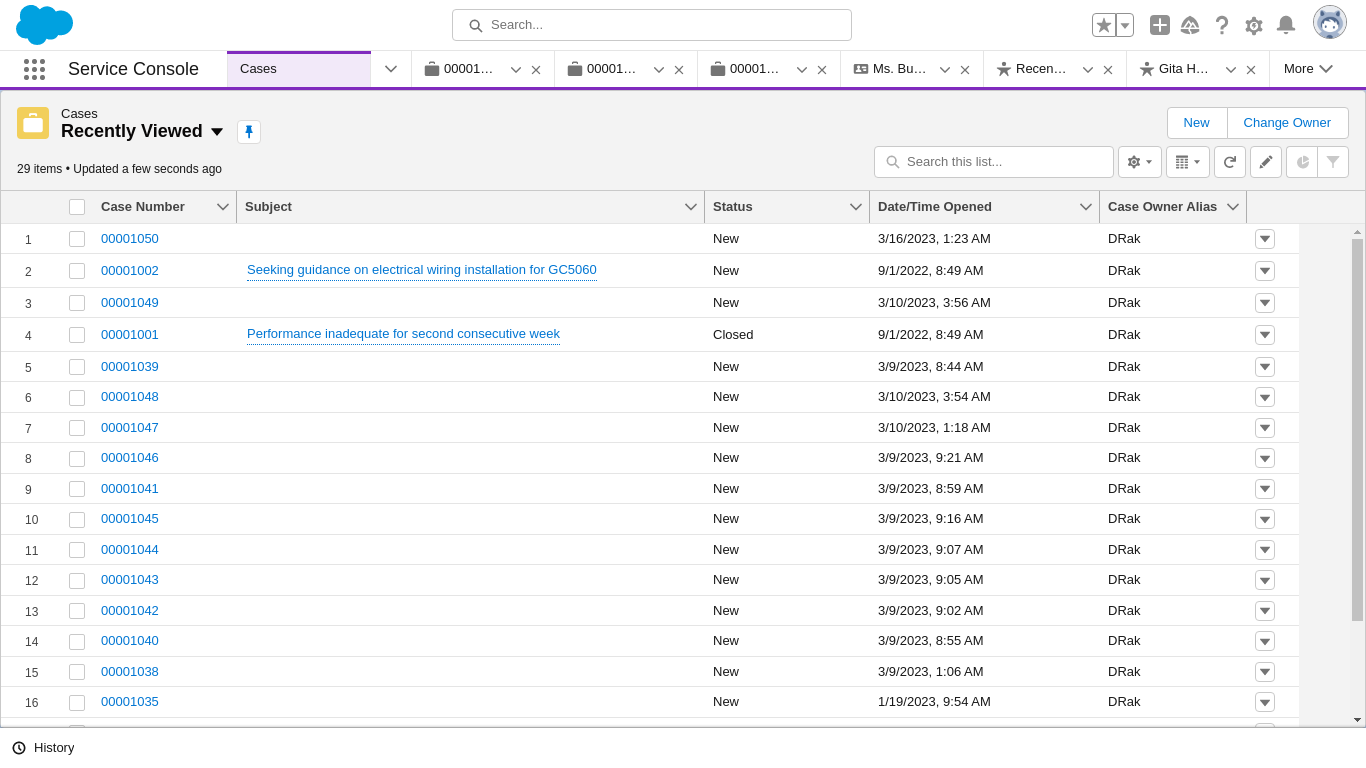 Search...
Service Console
Cases
00001…
00001…
00001…
Ms. Bu…
Recen…
Gita H…
More
Cases
Recently Viewed
New
Change Owner
29 items • Updated a few seconds ago
Search this list...
Case Number Subject Status Date/Time Opened Case Owner Alias
1 00001050 New 3/16/2023, 1:23 AM DRak
2 00001002 Seeking guidance on electrical wiring installation for GC5060 New 9/1/2022, 8:49 AM DRak
3 00001049 New 3/10/2023, 3:56 AM DRak
4 00001001 Performance inadequate for second consecutive week Closed 9/1/2022, 8:49 AM DRak
5 00001039 New 3/9/2023, 8:44 AM DRak
6 00001048 New 3/10/2023, 3:54 AM DRak
7 00001047 New 3/10/2023, 1:18 AM DRak
8 00001046 New 3/9/2023, 9:21 AM DRak
9 00001041 New 3/9/2023, 8:59 AM DRak
10 00001045 New 3/9/2023, 9:16 AM DRak
11 00001044 New 3/9/2023, 9:07 AM DRak
12 00001043 New 3/9/2023, 9:05 AM DRak
13 00001042 New 3/9/2023, 9:02 AM DRak
14 00001040 New 3/9/2023, 8:55 AM DRak
15 00001038 New 3/9/2023, 1:06 AM DRak
16 00001035 New 1/19/2023, 9:54 AM DRak
History